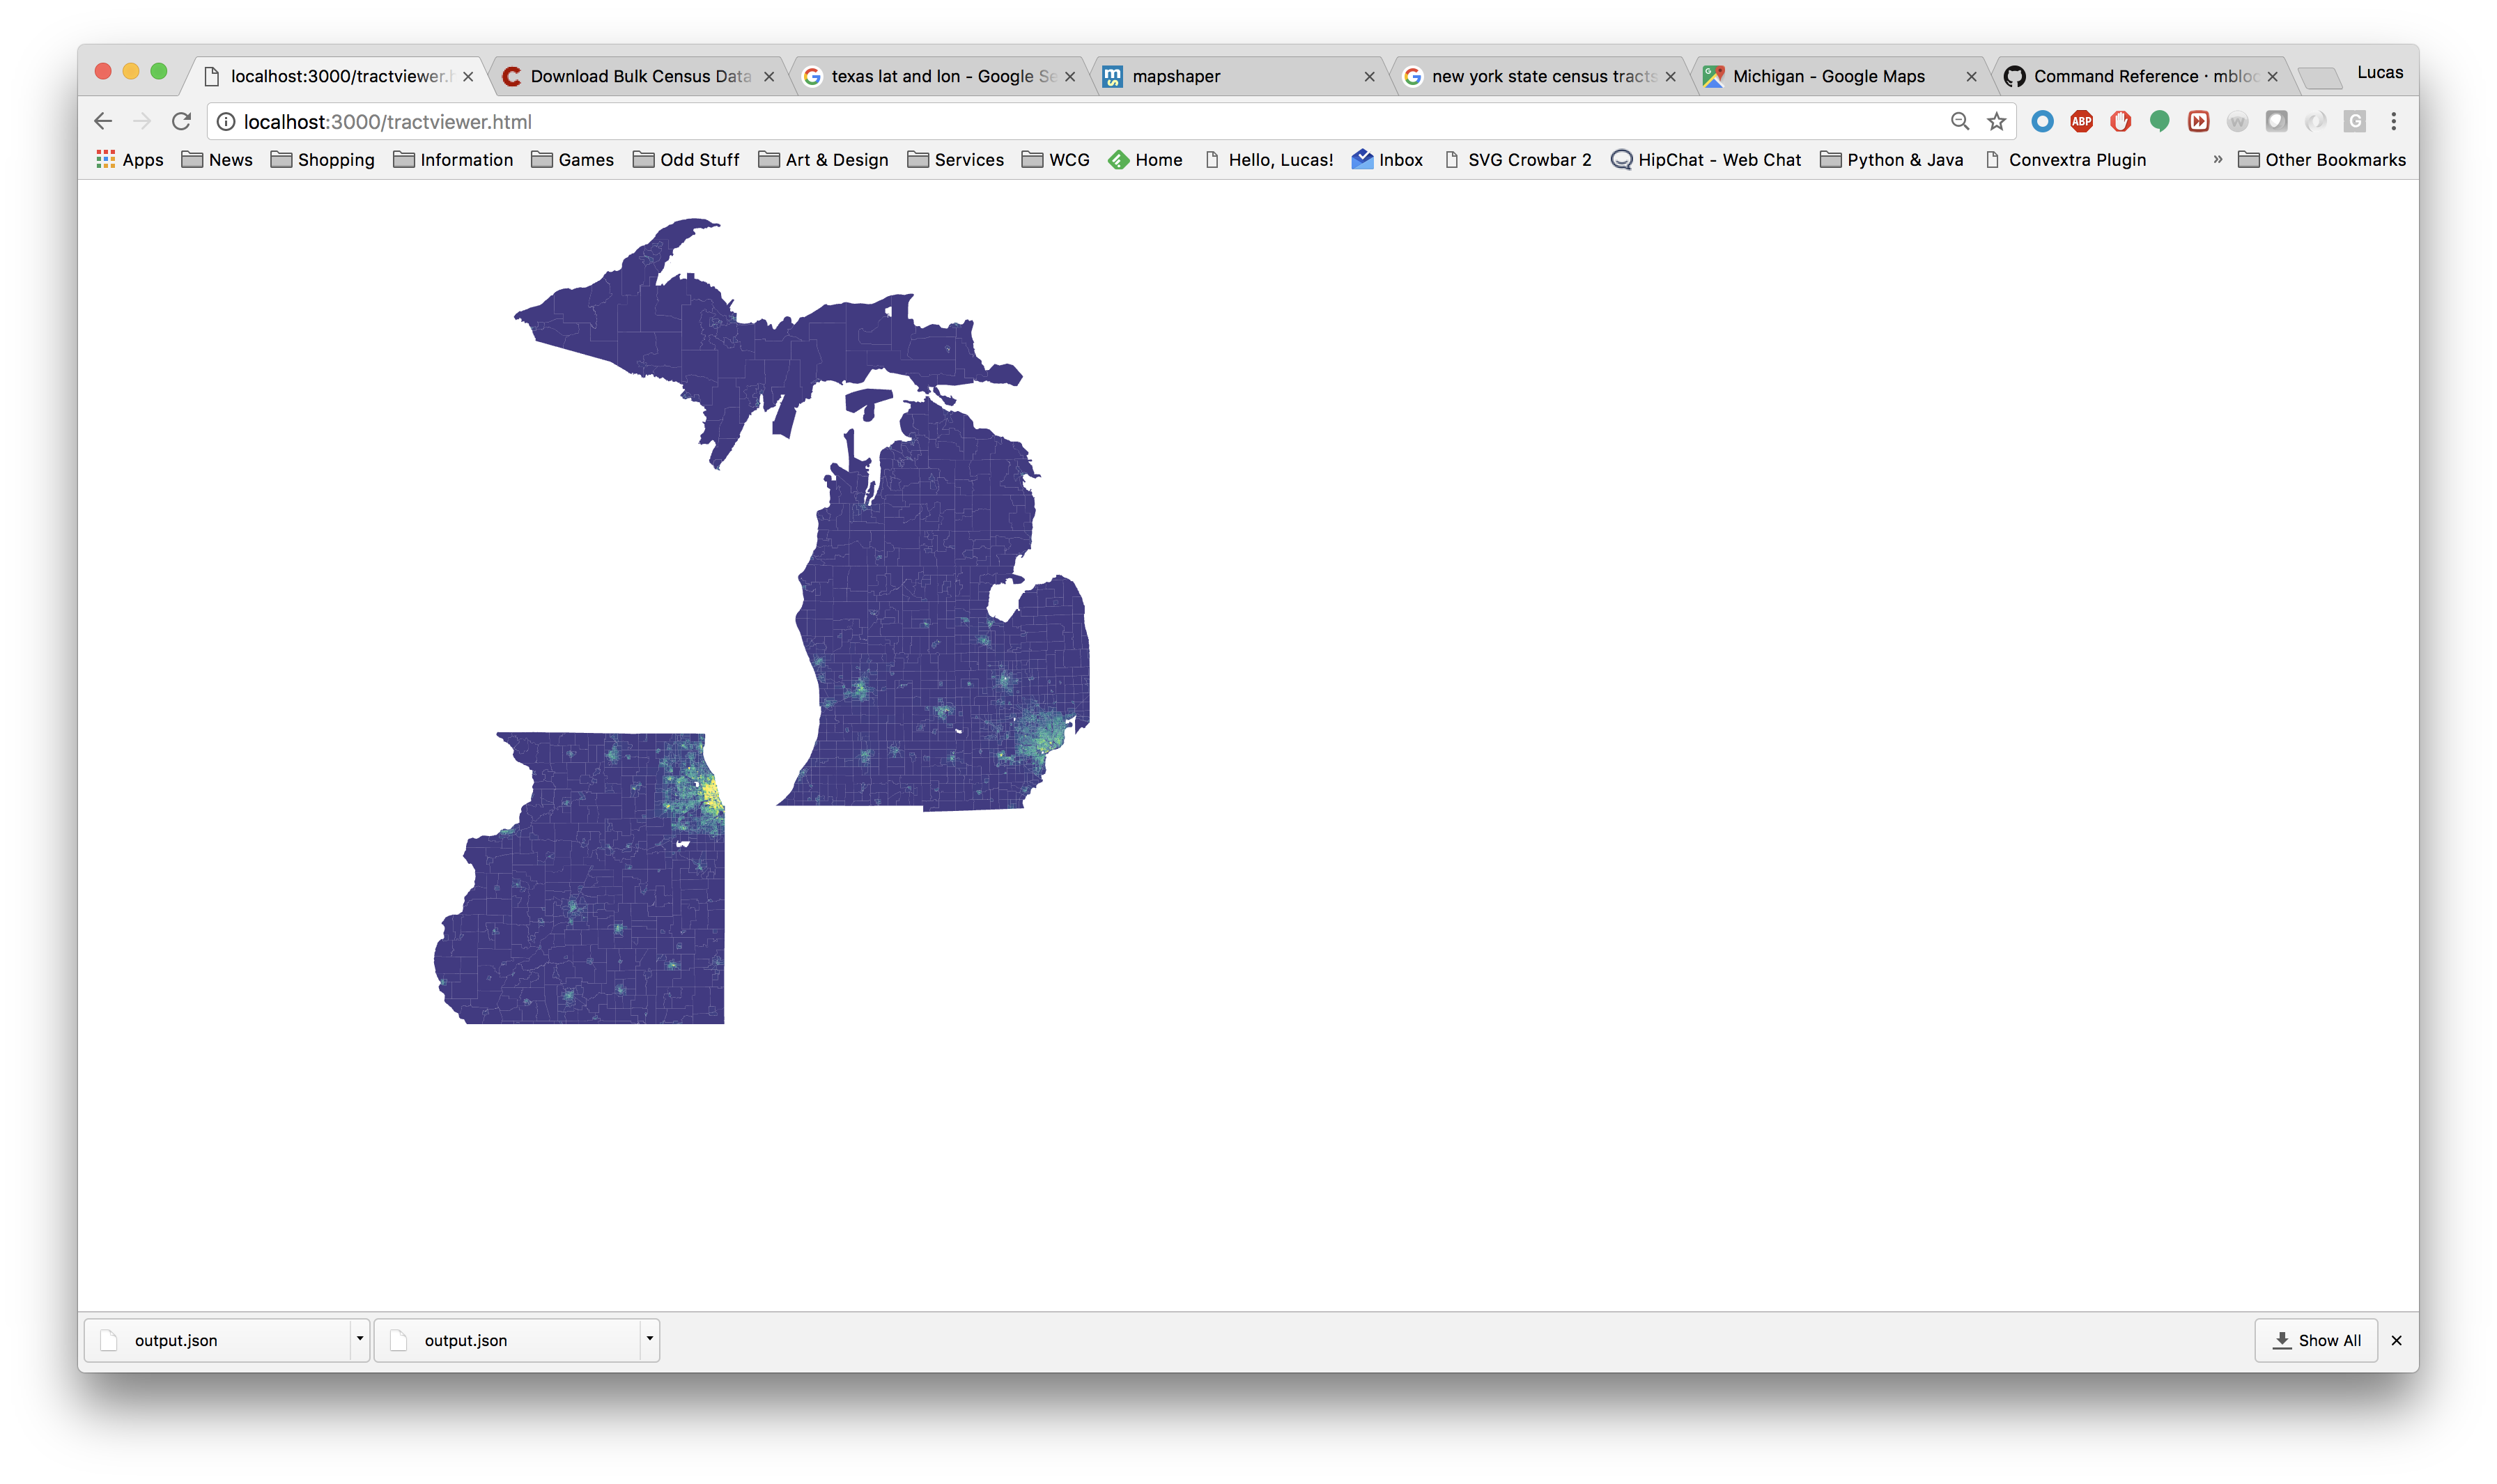 localhost:3000/tractviewer.h
Download Bulk Census Data
texas lat and lon - Google Se
mapshaper
new york state census tracts
Michigan - Google Maps
Command Reference · mbloc
Lucas
localhost:3000/tractviewer.html
ABP
W
G
Apps
News
Shopping
Information
Games
Odd Stuff
Art & Design
Services
WCG
Home
Hello, Lucas!
Inbox
SVG Crowbar 2
HipChat - Web Chat
Python & Java
Convextra Plugin
»
Other Bookmarks
output.json
output.json
Show All